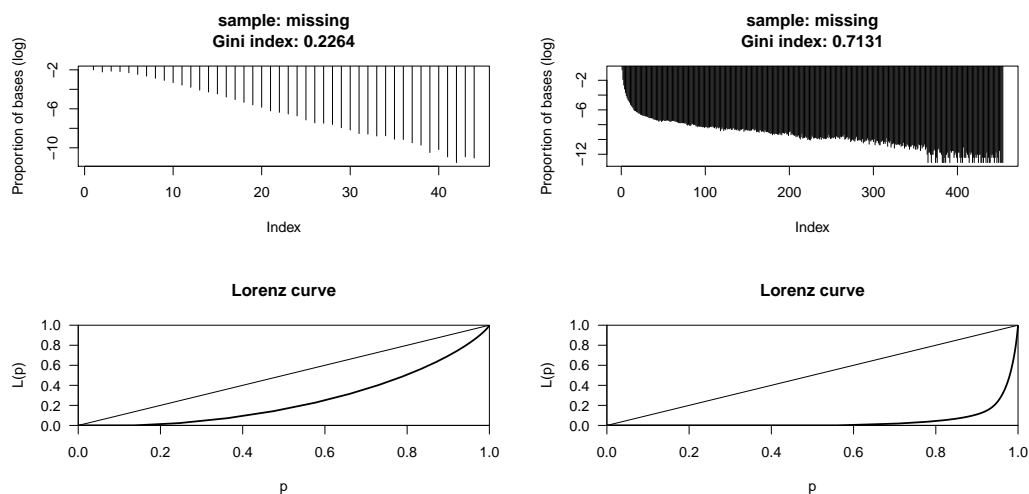 sample: missing
Gini index: 0.2264
Proportion of bases (log)
-2
-6
-10
0
10
20
30
40
Index
sample: missing
Gini index: 0.7131
Proportion of bases (log)
-2
-6
-12
0
100
200
300
400
Index
Lorenz curve
L(p)
1.0
0.8
0.6
0.4
0.2
0.0
0.0
0.2
0.4
0.6
0.8
1.0
p
Lorenz curve
L(p)
1.0
0.8
0.6
0.4
0.2
0.0
0.0
0.2
0.4
0.6
0.8
1.0
p